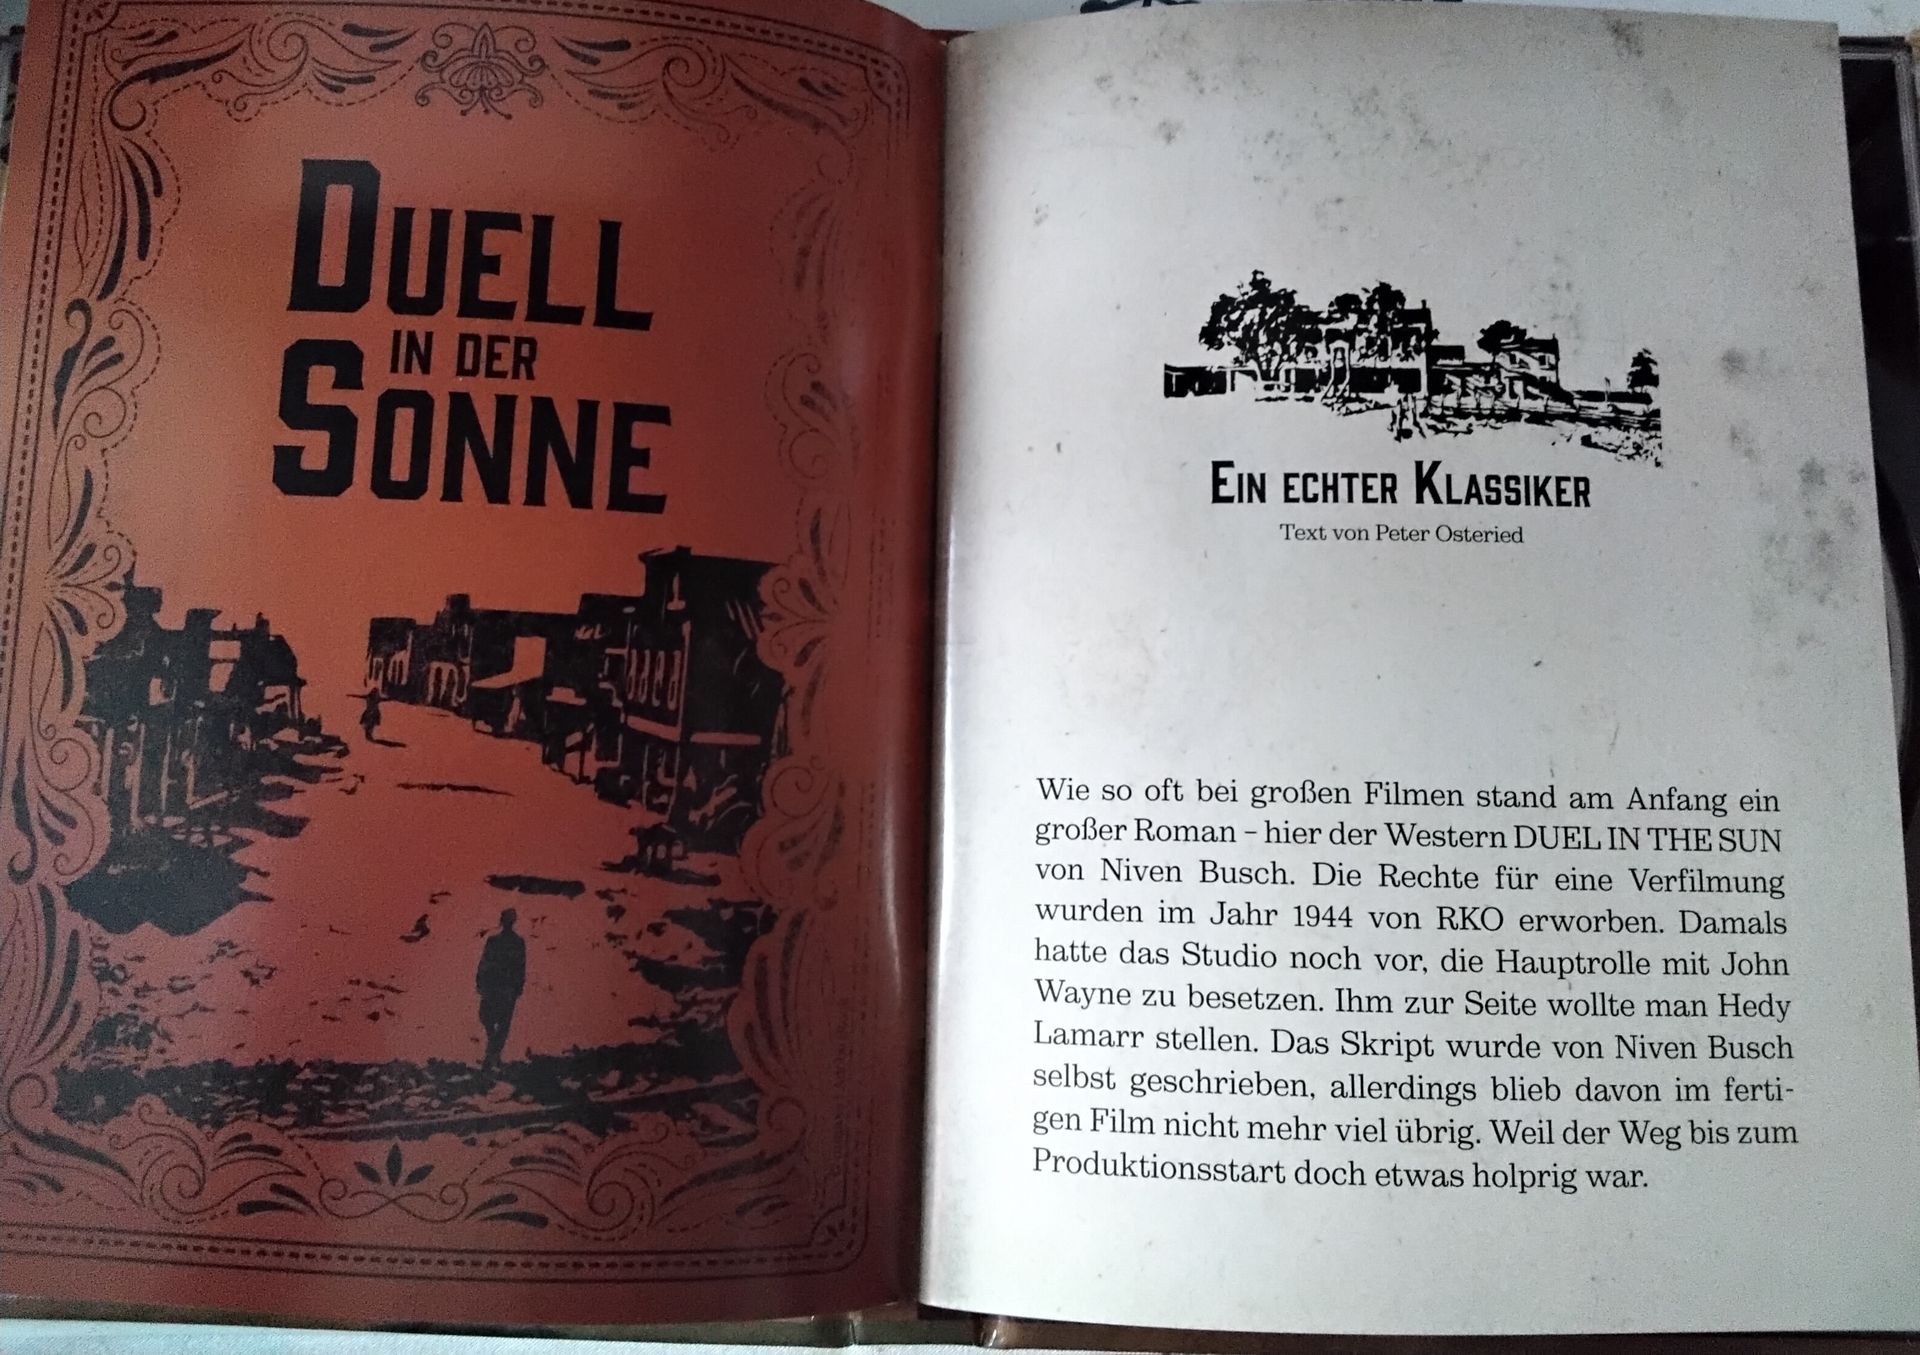 DUELL
IN DER
SONNE
EIN ECHTER KLASSIKER
Text von Peter Osteried
Wie so oft bei großen Filmen stand am Anfang ein
großer Roman – hier der Western DUEL IN THE SUN
von Niven Busch. Die Rechte für eine Verfilmung
wurden im Jahr 1944 von RKO erworben. Damals
hatte das Studio noch vor, die Hauptrolle mit John
Wayne zu besetzen. Ihm zur Seite wollte man Hedy
Lamarr stellen. Das Skript wurde von Niven Busch
selbst geschrieben, allerdings blieb davon im ferti-
gen Film nicht mehr viel übrig. Weil der Weg bis zum
Produktionsstart doch etwas holprig war.